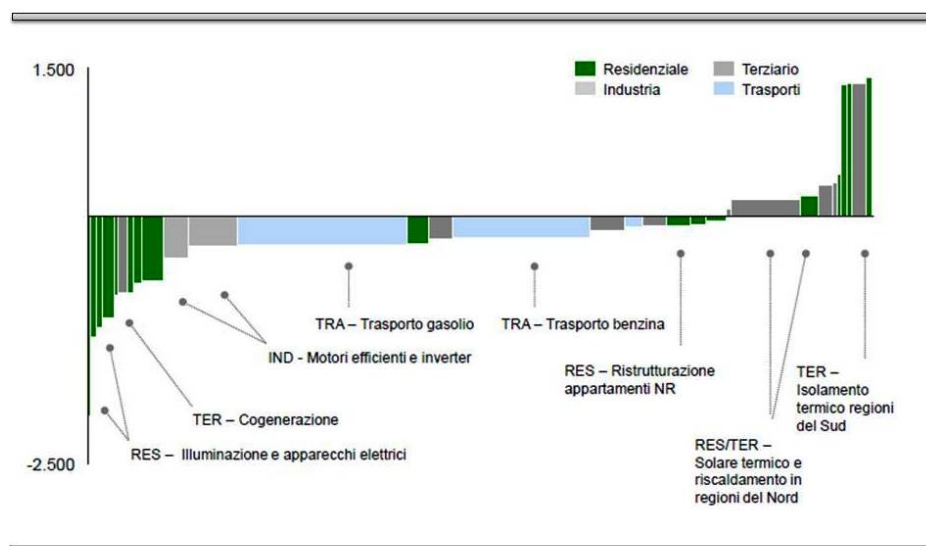 1.500
Residenziale
Terziario
Industria
Trasporti
TRA – Trasporto gasolio
TRA – Trasporto benzina
IND - Motori efficienti e inverter
RES – Ristrutturazione
appartamenti NR
TER –
Isolamento
termico regioni
del Sud
TER – Cogenerazione
RES – Illuminazione e apparecchi elettrici
RES/TER –
Solare termico e
riscaldamento in
regioni del Nord
-2.500